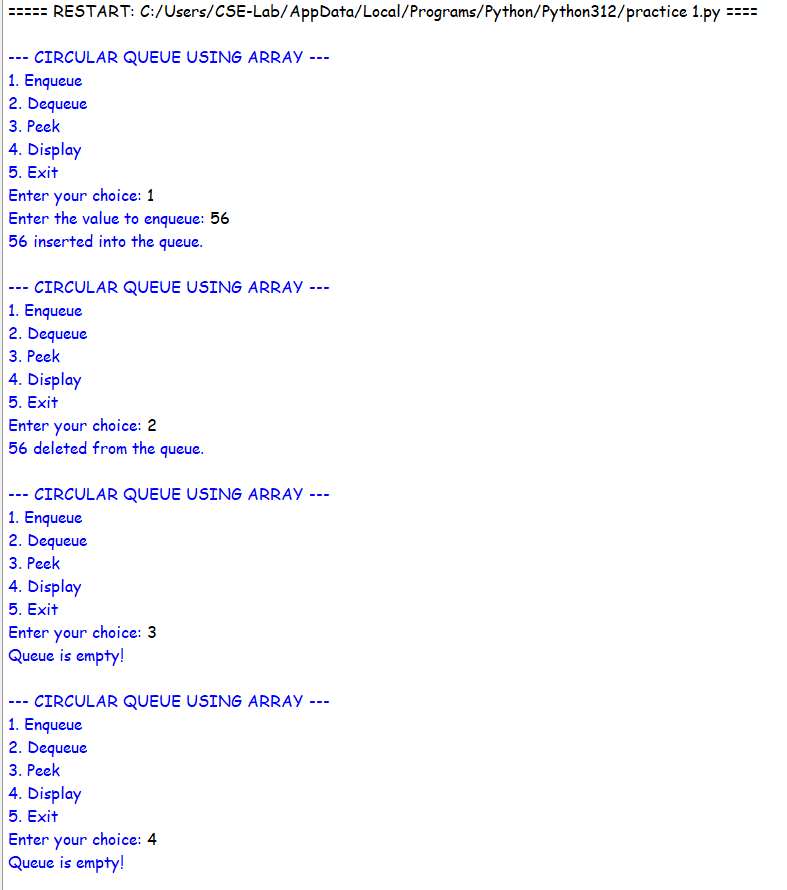 ===== RESTART: C:/Users/CSE-Lab/AppData/Local/Programs/Python/Python312/practice 1.py ====
--- CIRCULAR QUEUE USING ARRAY ---
1. Enqueue
2. Dequeue
3. Peek
4. Display
5. Exit
Enter your choice: 1
Enter the value to enqueue: 56
56 inserted into the queue.
--- CIRCULAR QUEUE USING ARRAY ---
1. Enqueue
2. Dequeue
3. Peek
4. Display
5. Exit
Enter your choice: 2
56 deleted from the queue.
--- CIRCULAR QUEUE USING ARRAY ---
1. Enqueue
2. Dequeue
3. Peek
4. Display
5. Exit
Enter your choice: 3
Queue is empty!
--- CIRCULAR QUEUE USING ARRAY ---
1. Enqueue
2. Dequeue
3. Peek
4. Display
5. Exit
Enter your choice: 4
Queue is empty!